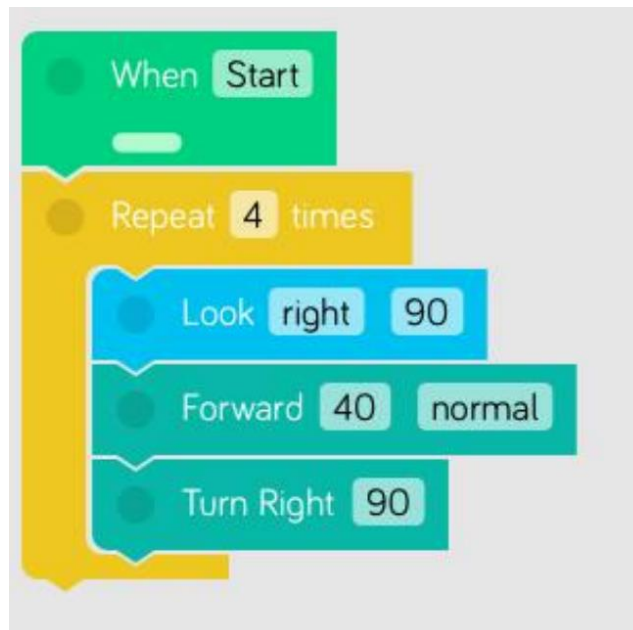 When Start
Repeat 4 times
Look right 90
Forward 40 normal
Turn Right 90